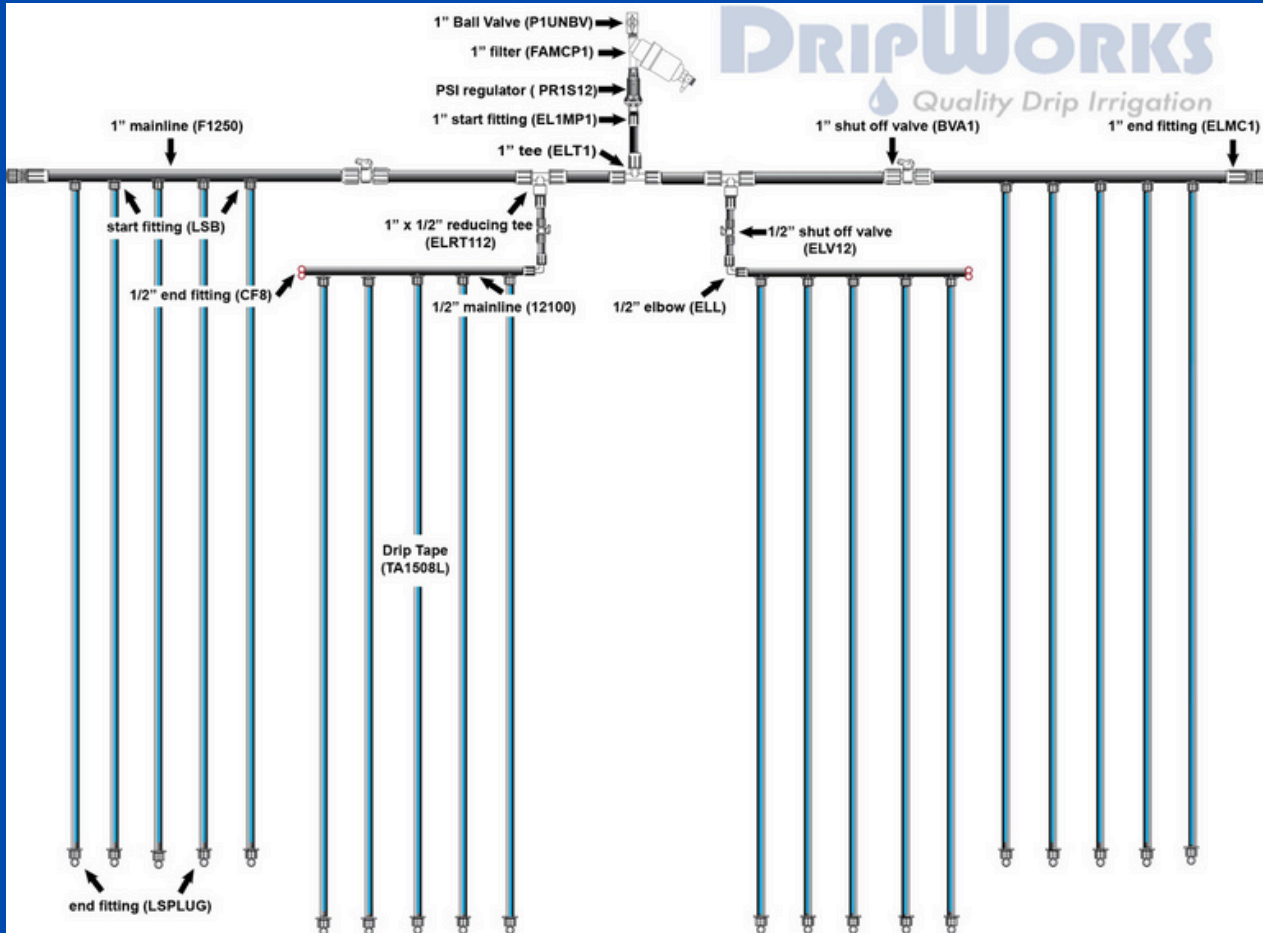 DRIPWORKS
Quality Drip Irrigation
1" Ball Valve (P1UNBV)
1" filter (FAMCP1)
PSI regulator ( PR1S12)
1" start fitting (EL1MP1)
1" tee (ELT1)
1" mainline (F1250)
1" shut off valve (BVA1)
1" end fitting (ELMC1)
start fitting (LSB)
1" x 1/2" reducing tee
(ELRT112)
1/2" shut off valve
(ELV12)
1/2" end fitting (CF8)
1/2" mainline (12100)
1/2" elbow (ELL)
Drip Tape
(TA1508L)
end fitting (LSPLUG)